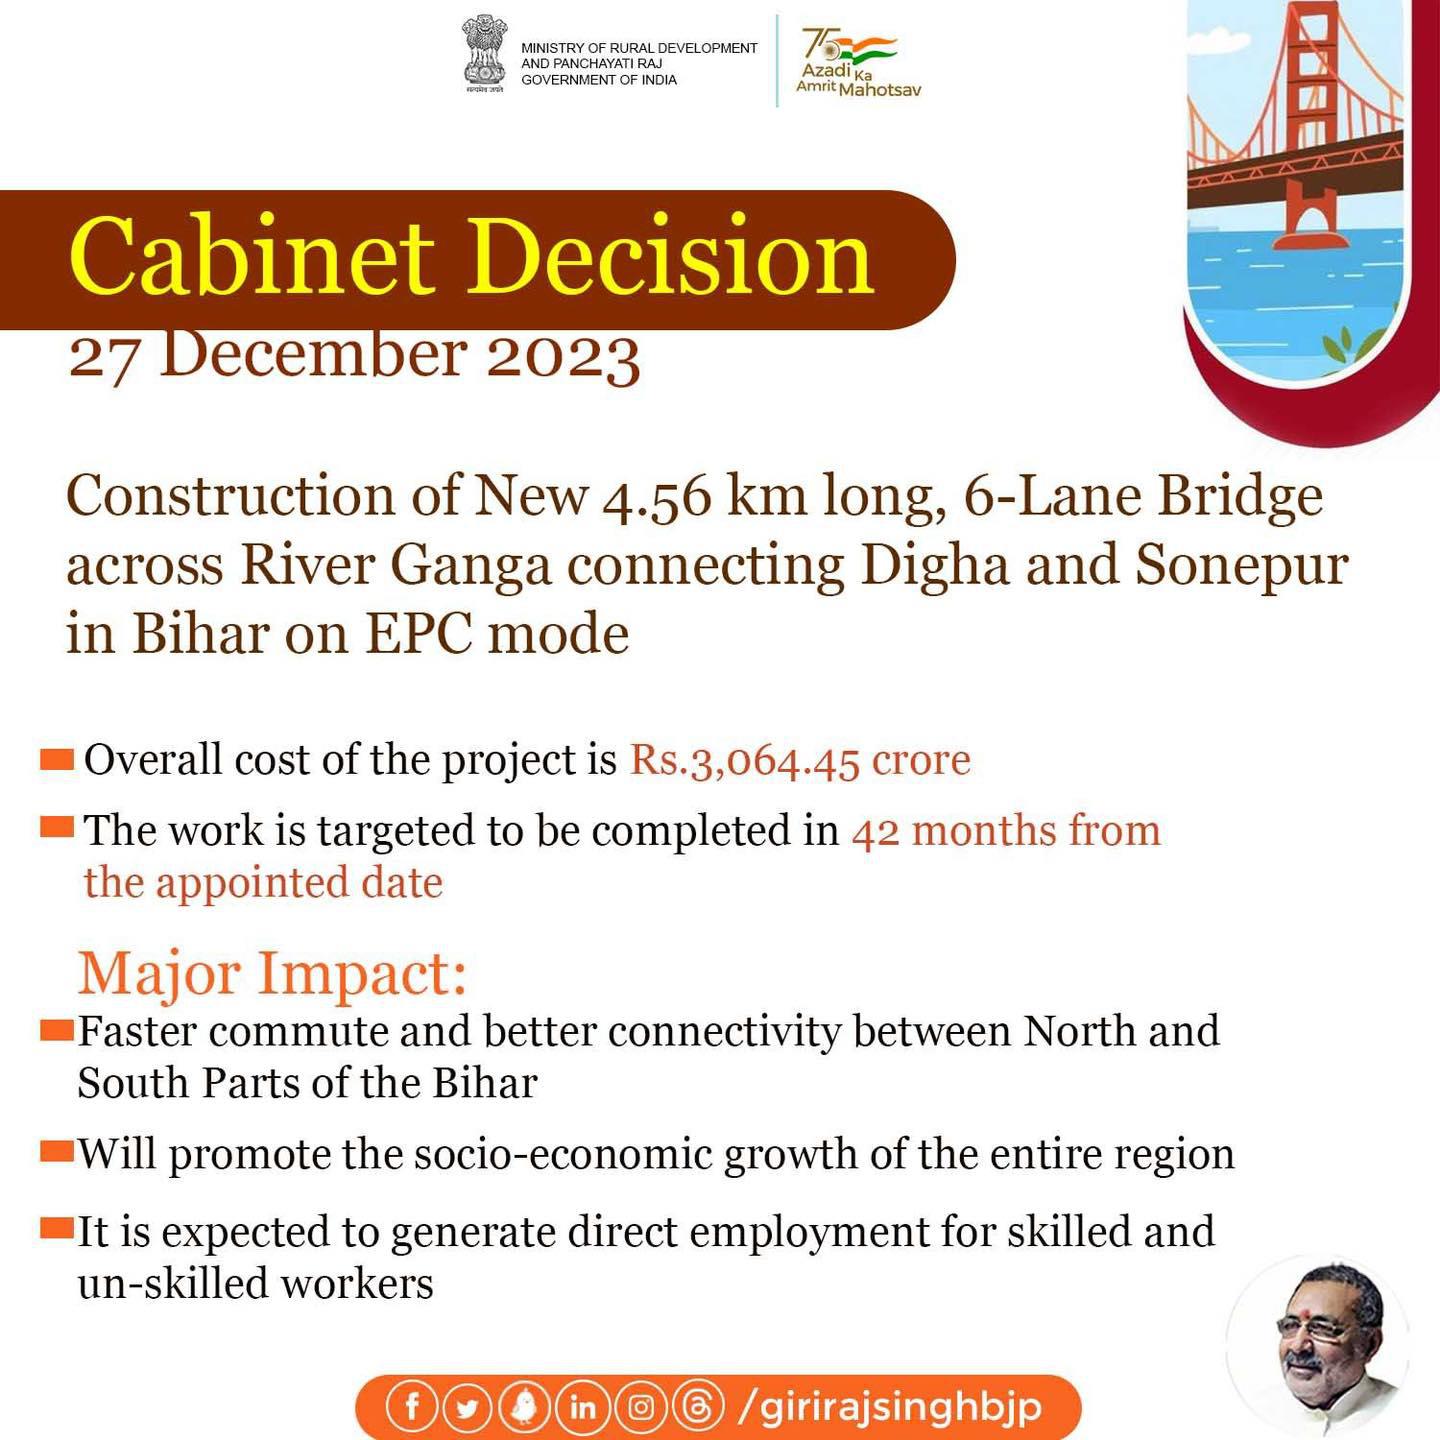 MINISTRY OF RURAL DEVELOPMENT
AND PANCHAYATI RAJ
GOVERNMENT OF INDIA
सत्यमेव जयते
75
Azadi Ka
Amrit Mahotsav
Cabinet Decision
27 December 2023
Construction of New 4.56 km long, 6-Lane Bridge
across River Ganga connecting Digha and Sonepur
in Bihar on EPC mode
Overall cost of the project is Rs.3,064.45 crore
The work is targeted to be completed in 42 months from
the appointed date
Major Impact:
Faster commute and better connectivity between North and
South Parts of the Bihar
Will promote the socio-economic growth of the entire region
It is expected to generate direct employment for skilled and
un-skilled workers
/girirajsinghbjp